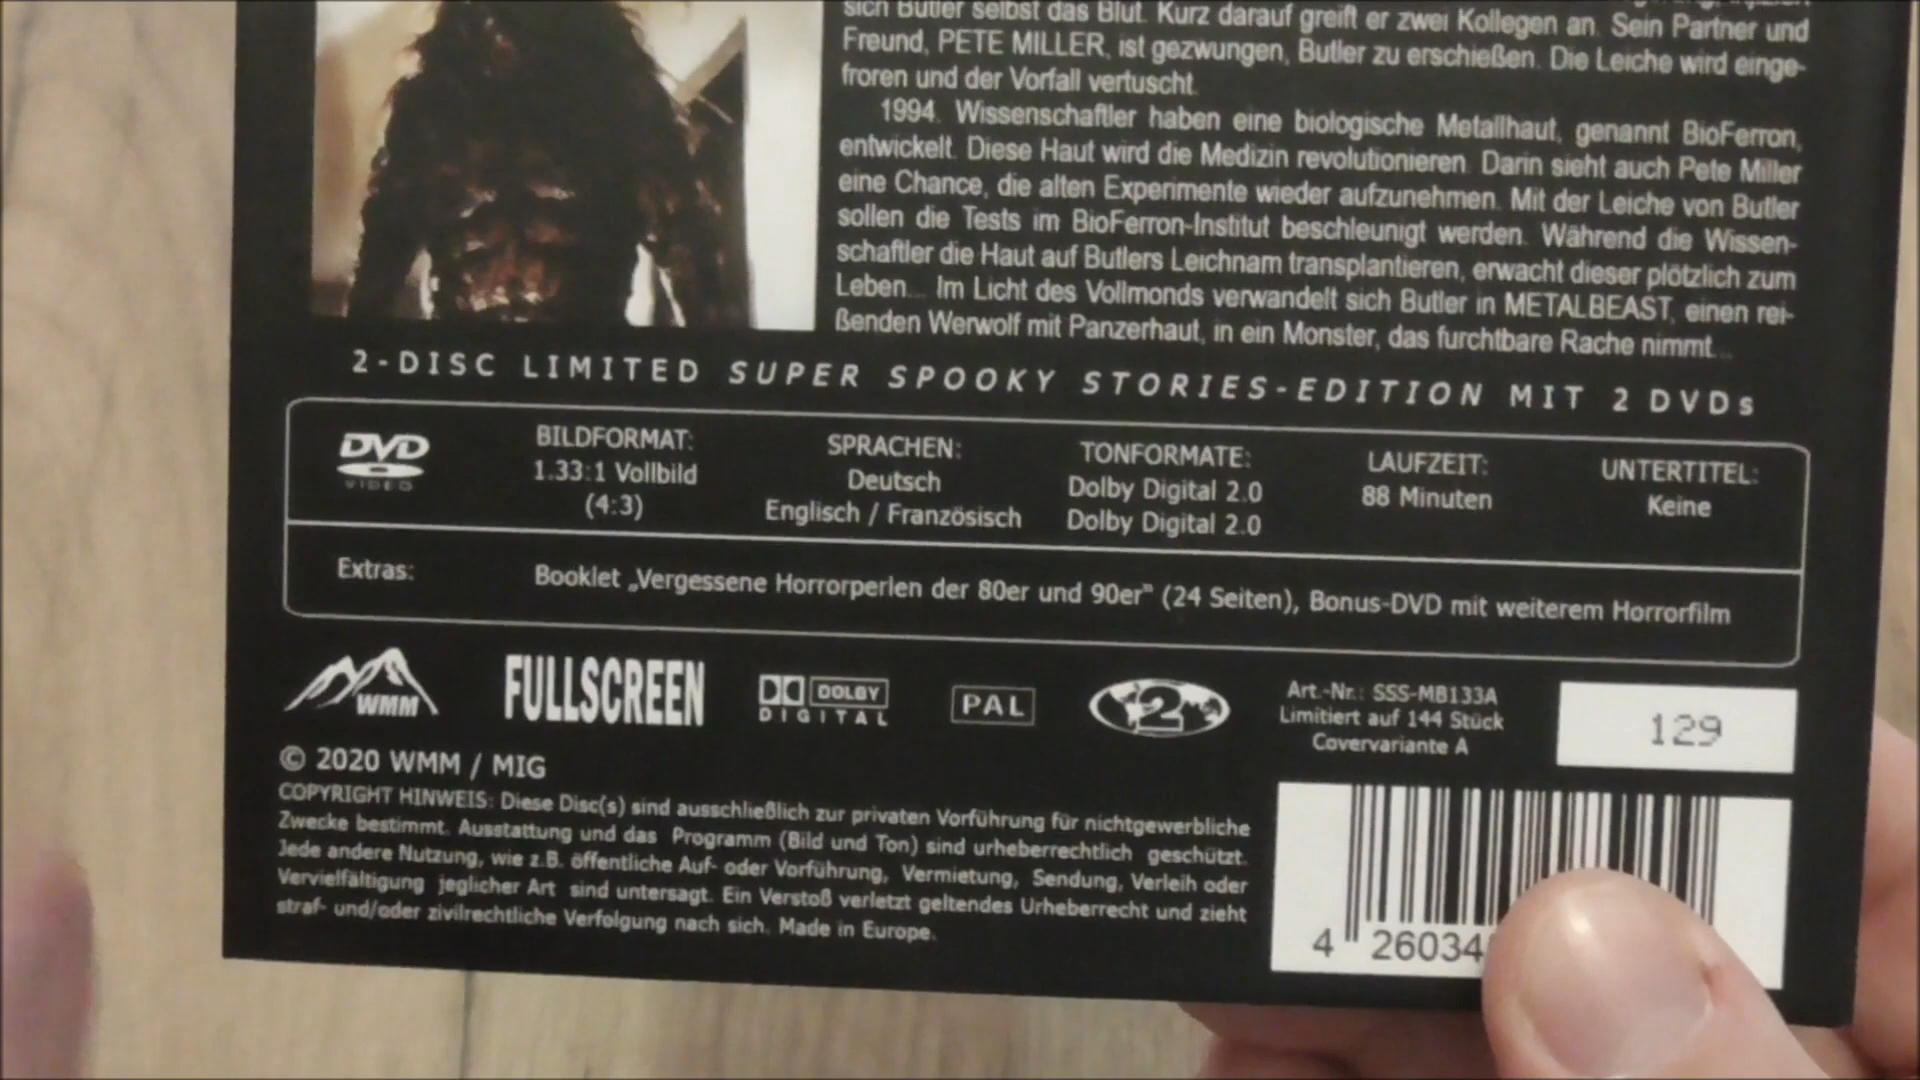 sich Butler selbst das Blut. Kurz darauf greift er zwei Kollegen an. Sein Partner und
Freund, PETE MILLER, ist gezwungen, Butler zu erschießen. Die Leiche wird einge-
froren und der Vorfall vertuscht.
1994. Wissenschaftler haben eine biologische Metallhaut, genannt BioFerron,
entwickelt. Diese Haut wird die Medizin revolutionieren. Darin sieht auch Pete Miller
eine Chance, die alten Experimente wieder aufzunehmen. Mit der Leiche von Butler
sollen die Tests im BioFerron-Institut beschleunigt werden. Während die Wissen-
schaftler die Haut auf Butlers Leichnam transplantieren, erwacht dieser plötzlich zum
Leben... Im Licht des Vollmonds verwandelt sich Butler in METALBEAST, einen rei-
ßenden Werwolf mit Panzerhaut, in ein Monster, das furchtbare Rache nimmt...
2-DISC LIMITED SUPER SPOOKY STORIES-EDITION MIT 2 DVDs
DVD VIDEO
BILDFORMAT:
1.33:1 Vollbild
(4:3)
SPRACHEN:
Deutsch
Englisch / Französisch
TONFORMATE:
Dolby Digital 2.0
Dolby Digital 2.0
LAUFZEIT:
88 Minuten
UNTERTITEL:
Keine
Extras: Booklet „Vergessene Horrorperlen der 80er und 90er" (24 Seiten), Bonus-DVD mit weiterem Horrorfilm
WMM
FULLSCREEN
DOLBY
DIGITAL
PAL
2
Art.-Nr.: SSS-MB133A
Limitiert auf 144 Stück
Covervariante A
129
© 2020 WMM / MIG
COPYRIGHT HINWEIS: Diese Disc(s) sind ausschließlich zur privaten Vorführung für nichtgewerbliche
Zwecke bestimmt. Ausstattung und das Programm (Bild und Ton) sind urheberrechtlich geschützt.
Jede andere Nutzung, wie z.B. öffentliche Auf- oder Vorführung, Vermietung, Sendung, Verleih oder
Vervielfältigung jeglicher Art sind untersagt. Ein Verstoß verletzt geltendes Urheberrecht und zieht
straf- und/oder zivilrechtliche Verfolgung nach sich. Made in Europe.
4 26034